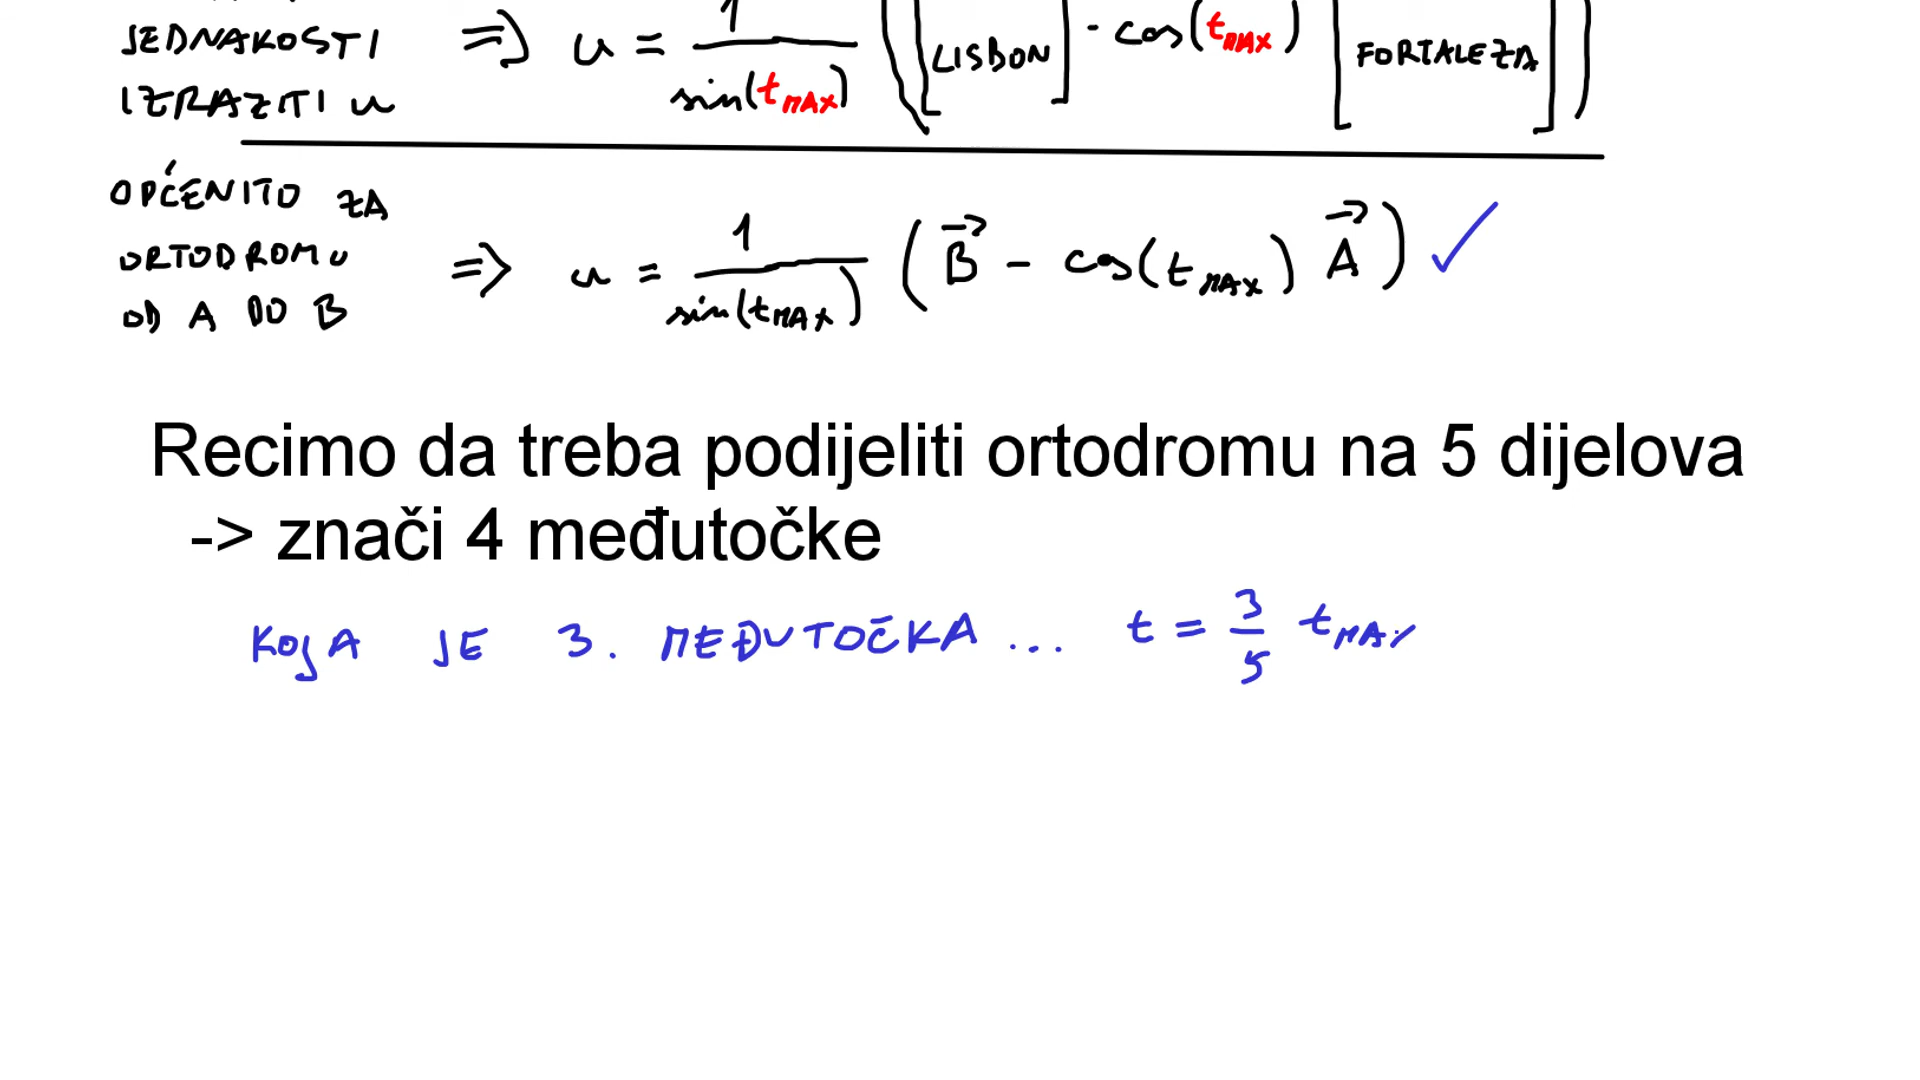 JEDNAKOSTI => u = 1 / sin(tMAX) ([LISBON] - cos(tMAX) [FORTALEZA])
IZRAZITI u
OPĆENITO ZA
ORTODROMU => u = 1 / sin(tMAX) (B - cos(tMAX) A) ✓
OD A DO B
Recimo da treba podijeliti ortodromu na 5 dijelova
-> znači 4 međutočke
KOJA JE 3. MEĐUTOČKA ... t = 3/5 tMAX